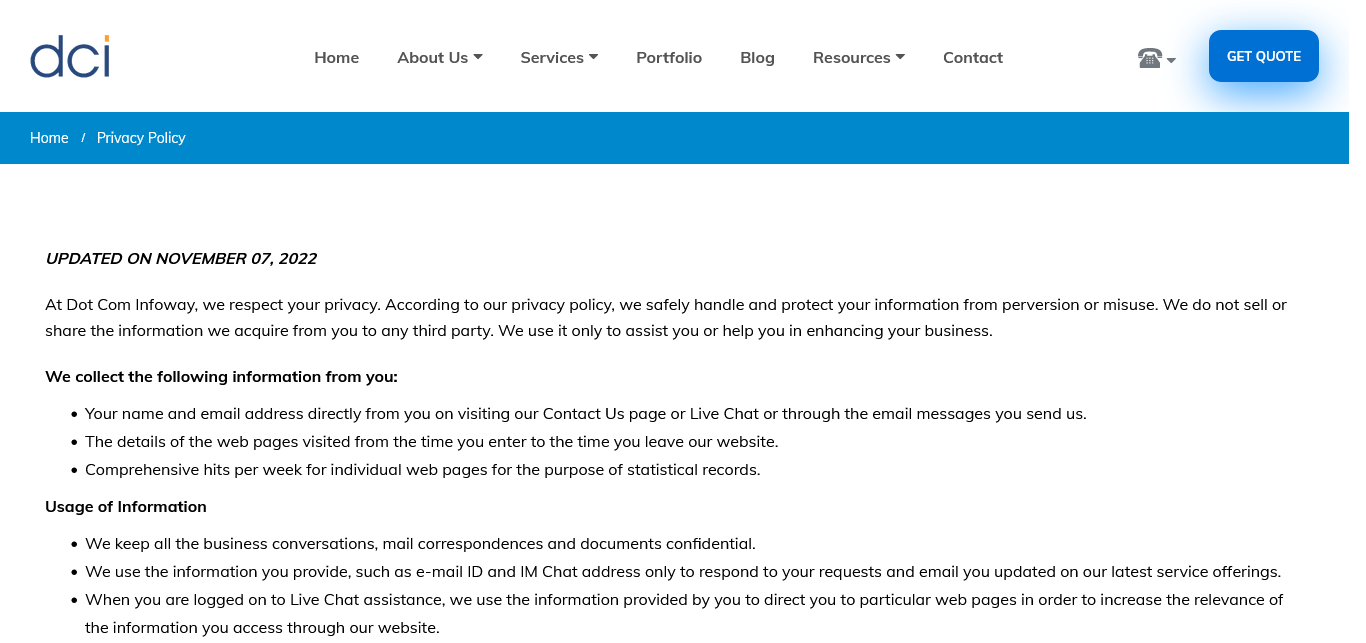 dci
Home
About Us
Services
Portfolio
Blog
Resources
Contact
GET QUOTE
Home / Privacy Policy
UPDATED ON NOVEMBER 07, 2022
At Dot Com Infoway, we respect your privacy. According to our privacy policy, we safely handle and protect your information from perversion or misuse. We do not sell or
share the information we acquire from you to any third party. We use it only to assist you or help you in enhancing your business.
We collect the following information from you:
• Your name and email address directly from you on visiting our Contact Us page or Live Chat or through the email messages you send us.
• The details of the web pages visited from the time you enter to the time you leave our website.
• Comprehensive hits per week for individual web pages for the purpose of statistical records.
Usage of Information
• We keep all the business conversations, mail correspondences and documents confidential.
• We use the information you provide, such as e-mail ID and IM Chat address only to respond to your requests and email you updated on our latest service offerings.
• When you are logged on to Live Chat assistance, we use the information provided by you to direct you to particular web pages in order to increase the relevance of
the information you access through our website.